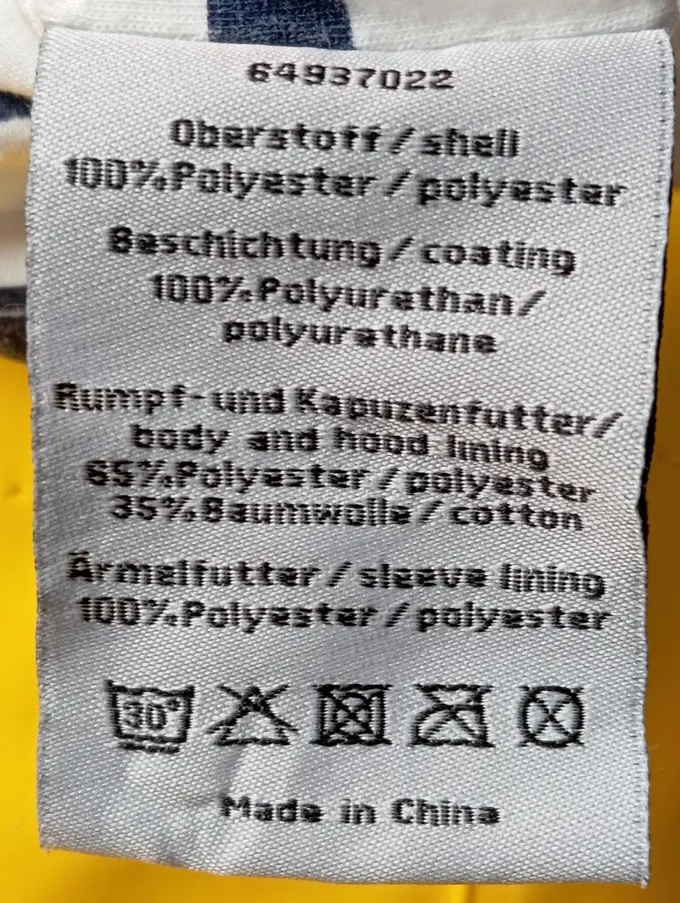 64937022
Oberstoff/shell
100%Polyester/polyester
Beschichtung/coating
100%Polyurethan/
polyurethane
Rumpf-und Kapuzenfutter/
body and hood lining
65%Polyester/polyester
35%Baumwolle/cotton
Ärmelfutter/sleeve lining
100%Polyester/polyester
30°
Made in China